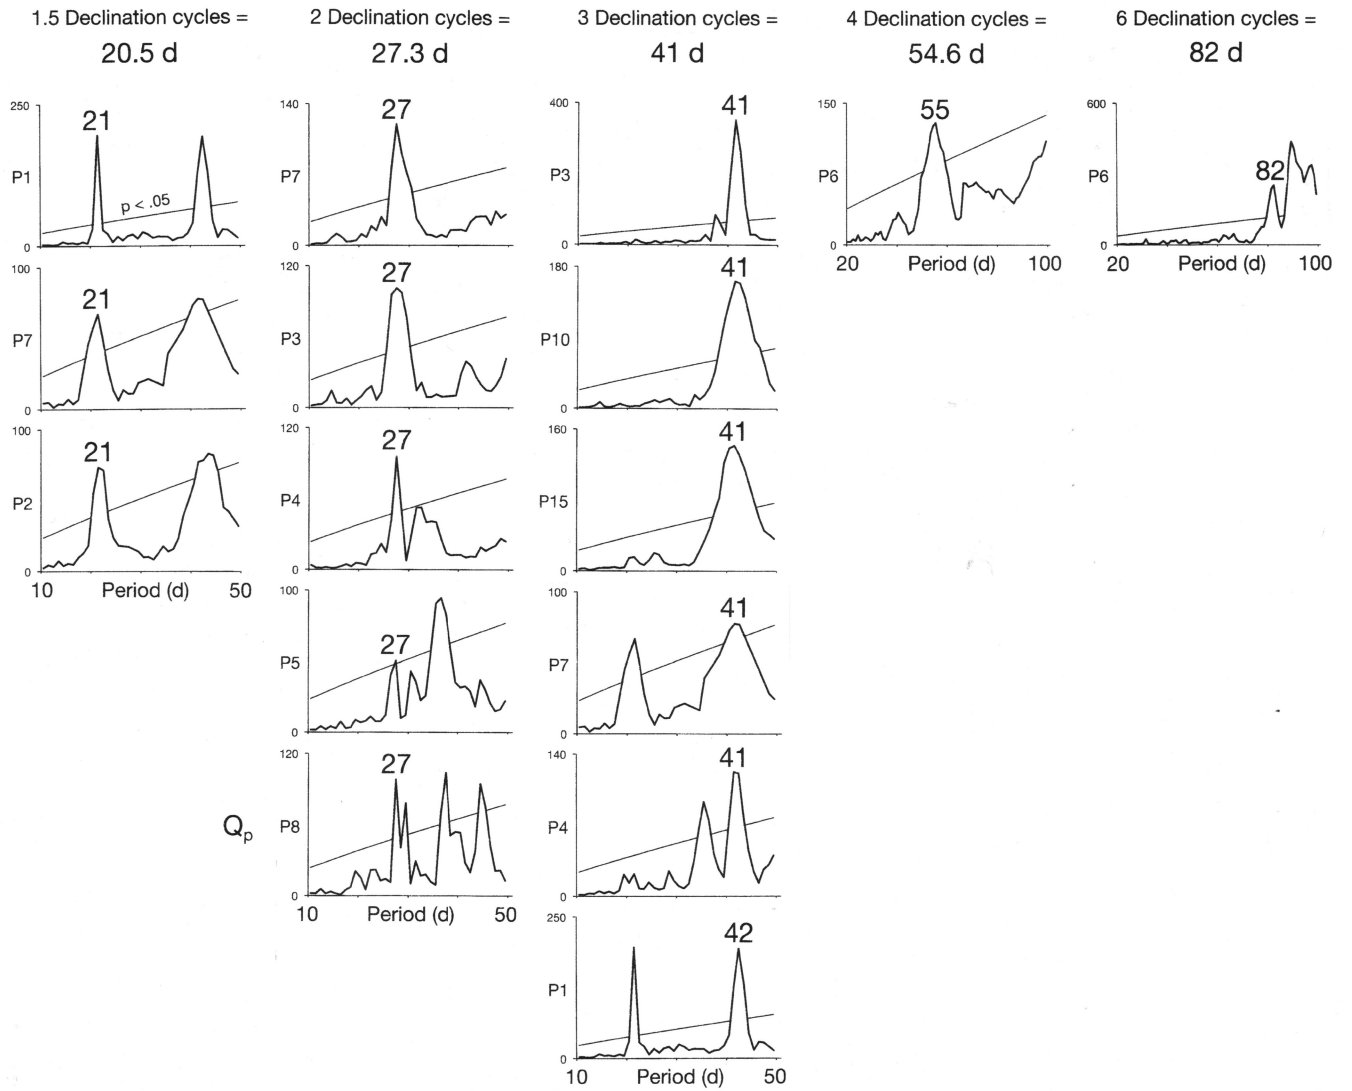 1.5 Declination cycles =
20.5 d
2 Declination cycles =
27.3 d
3 Declination cycles =
41 d
4 Declination cycles =
54.6 d
6 Declination cycles =
82 d
250
21
P1
p < .05
0
100
21
P7
0
100
21
P2
0
10 Period (d) 50
140
27
P7
0
120
27
P3
0
120
27
P4
0
100
27
P5
0
120
27
Qp
P8
0
10 Period (d) 50
400
41
P3
0
180
41
P10
0
160
41
P15
0
100
41
P7
0
140
41
P4
0
250
42
P1
0
10 Period (d) 50
150
55
P6
0
20 Period (d) 100
600
82
P6
0
20 Period (d) 100